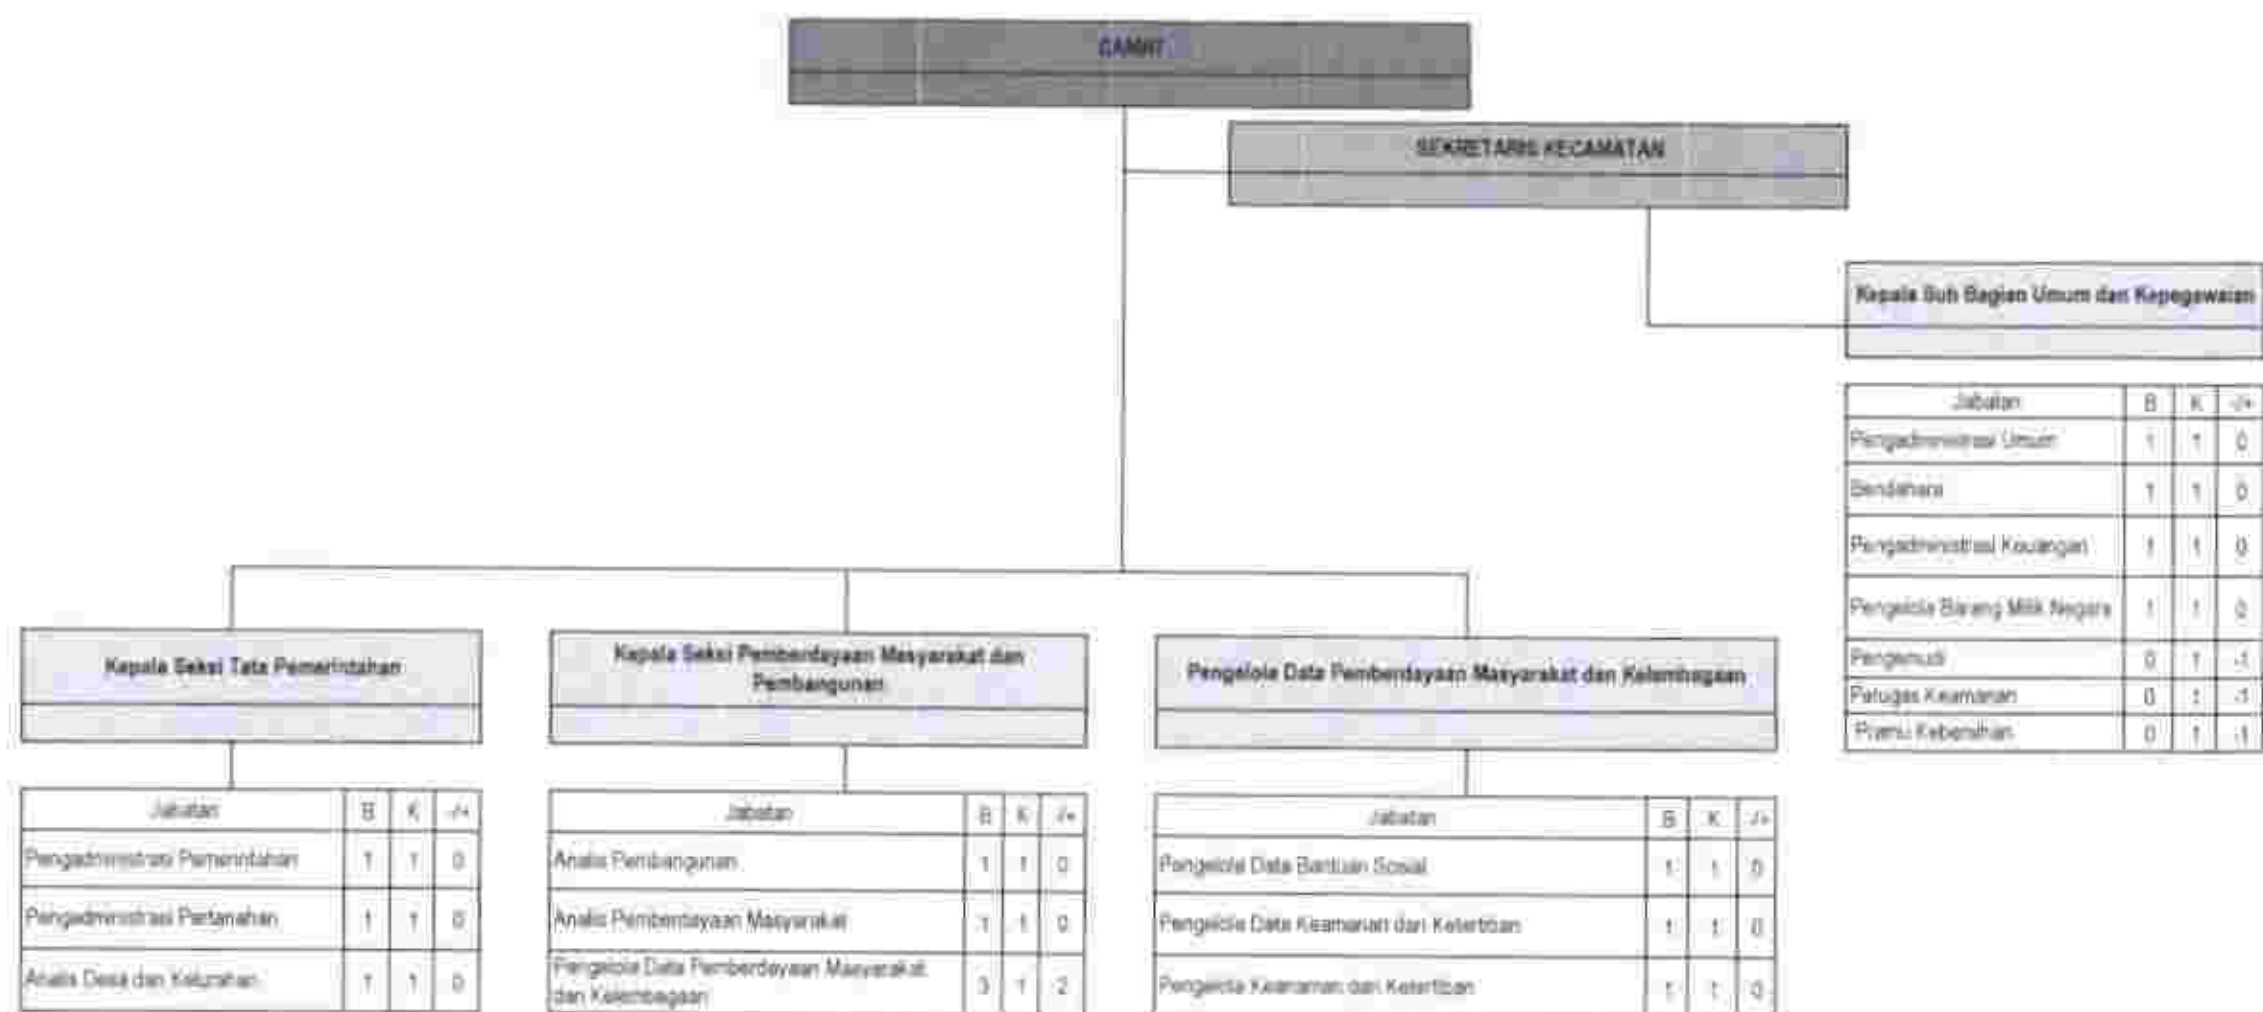 CAMAT
SEKRETARIS KECAMATAN
Kepala Sub Bagian Umum dan Kepegawaian
Jabatan B K -/+
Pengadministrasi Umum 1 1 0
Bendahara 1 1 0
Pengadministrasi Keuangan 1 1 0
Pengelola Barang Milik Negara 1 1 0
Pengemudi 0 1 -1
Petugas Keamanan 0 1 -1
Pramu Kebersihan 0 1 -1
Kepala Seksi Tata Pemerintahan
Jabatan B K -/+
Pengadministrasi Pemerintahan 1 1 0
Pengadministrasi Pertanahan 1 1 0
Analis Desa dan Kelurahan 1 1 0
Kepala Seksi Pemberdayaan Masyarakat dan
Pembangunan
Jabatan B K -/+
Analis Pembangunan 1 1 0
Analis Pemberdayaan Masyarakat 1 1 0
Pengelola Data Pemberdayaan Masyarakat
dan Kelembagaan 3 1 2
Pengelola Data Pemberdayaan Masyarakat dan Kelembagaan
Jabatan B K -/+
Pengelola Data Bantuan Sosial 1 1 0
Pengelola Data Keamanan dan Ketertiban 1 1 0
Pengelola Keamanan dan Ketertiban 1 1 0